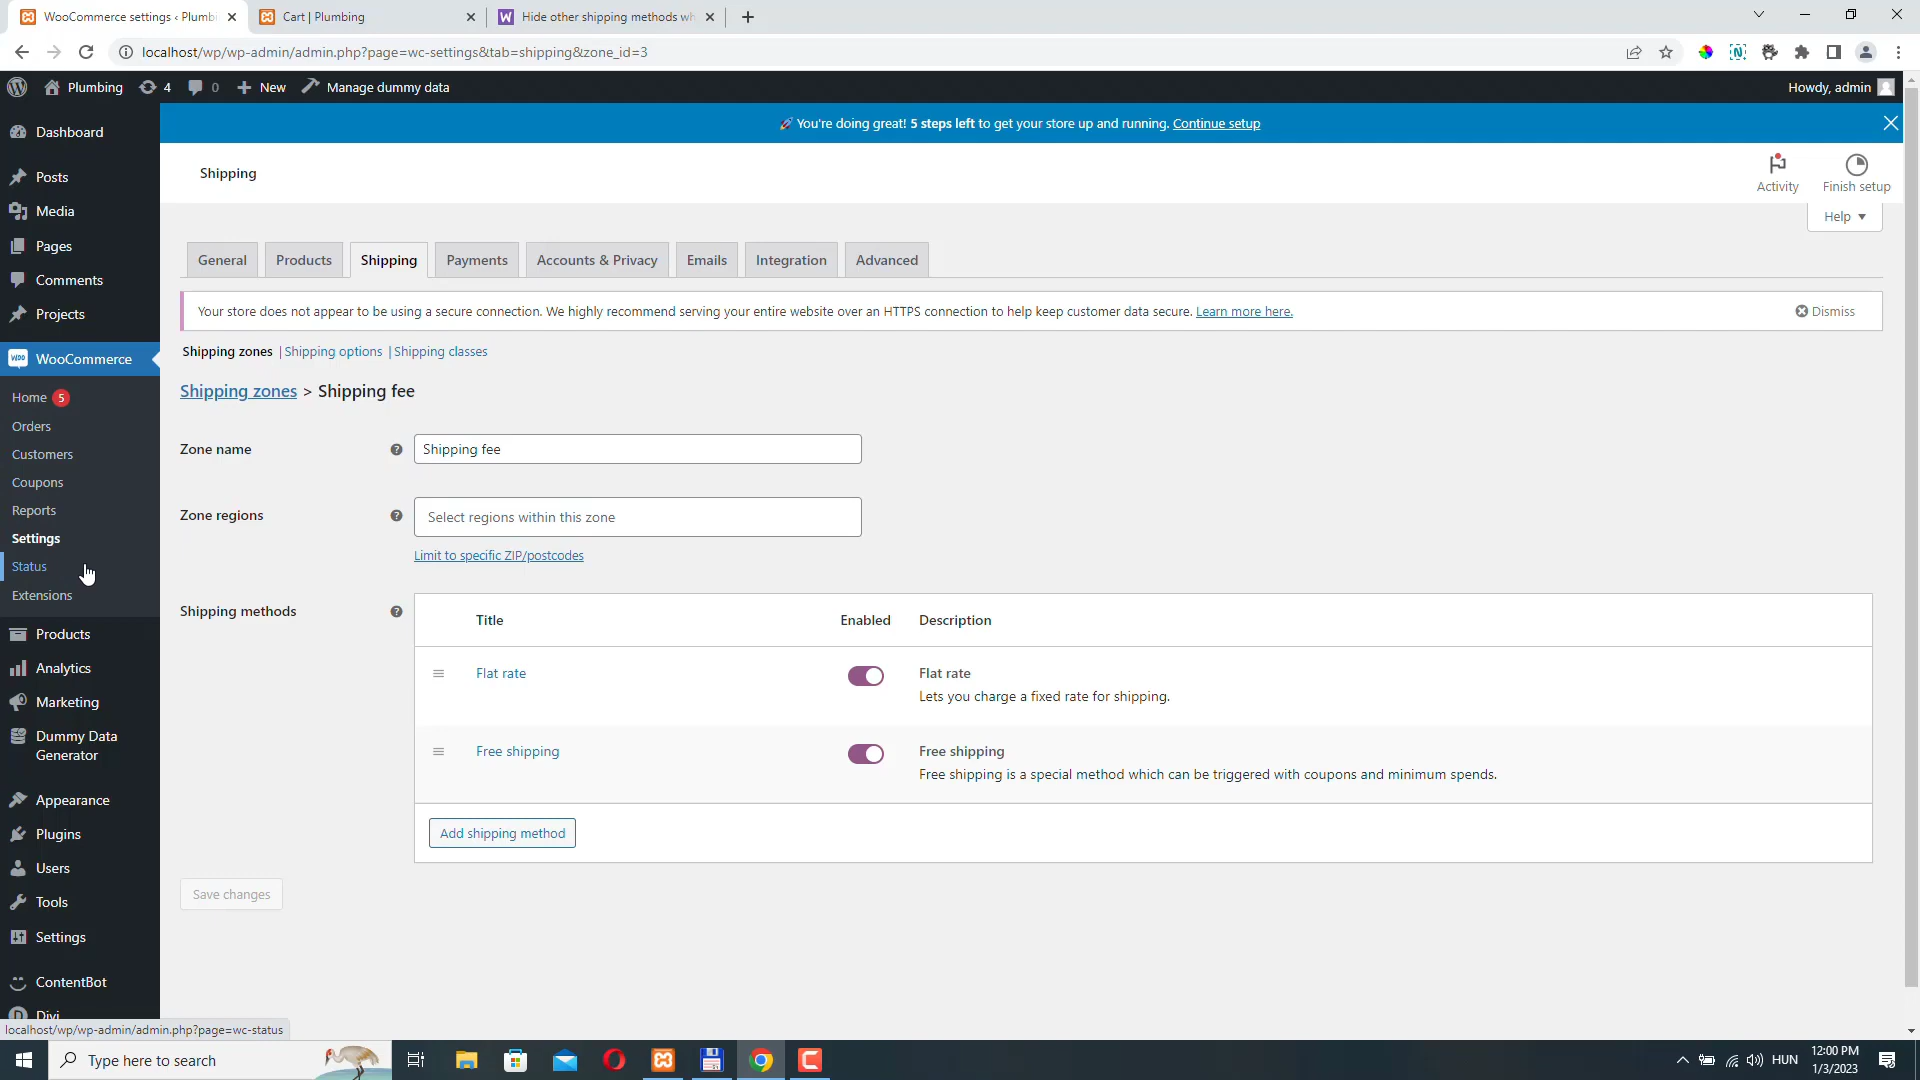 WooCommerce settings ‹ Plumbi
Cart | Plumbing
Hide other shipping methods wh
localhost/wp/wp-admin/admin.php?page=wc-settings&tab=shipping&zone_id=3
Plumbing
4
0
New
Manage dummy data
Howdy, admin
You're doing great! 5 steps left to get your store up and running. Continue setup
Dashboard
Posts
Media
Pages
Comments
Projects
WooCommerce
Home 5
Orders
Customers
Coupons
Reports
Settings
Status
Extensions
Products
Analytics
Marketing
Dummy Data
Generator
Appearance
Plugins
Users
Tools
Settings
ContentBot
Divi
Shipping
Activity
Finish setup
Help
General
Products
Shipping
Payments
Accounts & Privacy
Emails
Integration
Advanced
Your store does not appear to be using a secure connection. We highly recommend serving your entire website over an HTTPS connection to help keep customer data secure. Learn more here.
Dismiss
Shipping zones | Shipping options | Shipping classes
Shipping zones > Shipping fee
Zone name
Shipping fee
Zone regions
Select regions within this zone
Limit to specific ZIP/postcodes
Shipping methods
Title
Enabled
Description
Flat rate
Flat rate
Lets you charge a fixed rate for shipping.
Free shipping
Free shipping
Free shipping is a special method which can be triggered with coupons and minimum spends.
Add shipping method
Save changes
localhost/wp/wp-admin/admin.php?page=wc-status
Type here to search
HUN
12:00 PM
1/3/2023